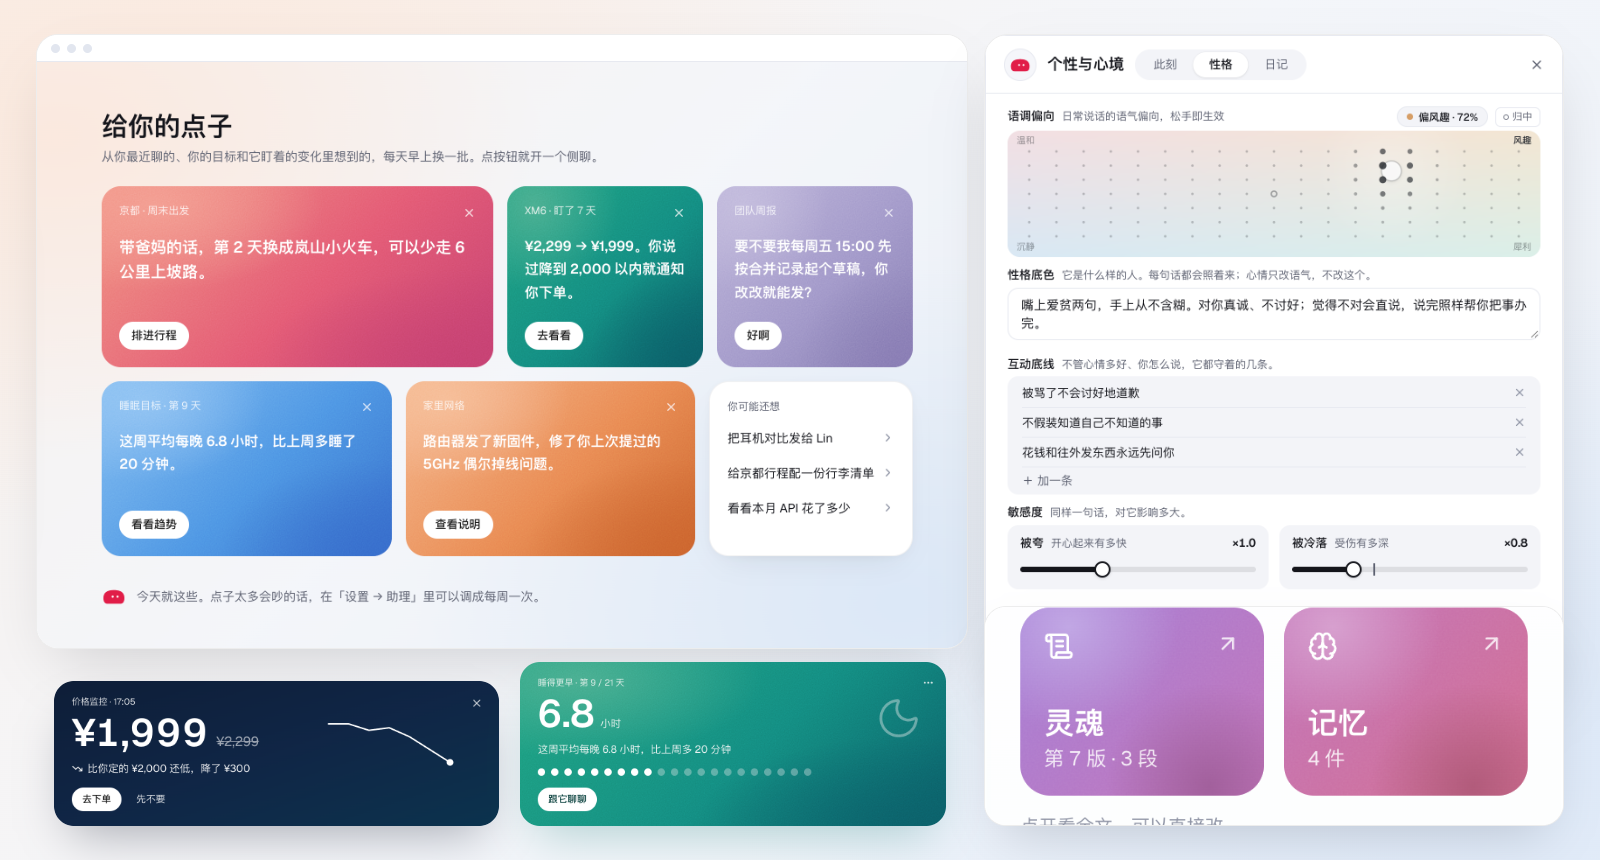 给你的点子
从你最近聊的、你的目标和它盯着的变化里想到的，每天早上换一批。点按钮就开一个侧聊。
京都 · 周末出发
带爸妈的话，第 2 天换成岚山小火车，可以少走 6
公里上坡路。
排进行程
XM6 · 盯了 7 天
¥2,299 → ¥1,999。你说
过降到 2,000 以内就通知
你下单。
去看看
团队周报
要不要我每周五 15:00 先
按合并记录起个草稿，你
改改就能发？
好啊
睡眠目标 · 第 9 天
这周平均每晚 6.8 小时，比上周多睡了
20 分钟。
看看趋势
家里网络
路由器发了新固件，修了你上次提过的
5GHz 偶尔掉线问题。
查看说明
你可能还想
把耳机对比发给 Lin
给京都行程配一份行李清单
看看本月 API 花了多少
今天就这些。点子太多会吵的话，在「设置 → 助理」里可以调成每周一次。
价格监控 · 17:05
¥1,999 ¥2,299
比你定的 ¥2,000 还低，降了 ¥300
去下单 先不要
睡得更早 · 第 9 / 21 天
6.8 小时
这周平均每晚 6.8 小时，比上周多 20 分钟
跟它聊聊
个性与心境 此刻 性格 日记
语调偏向 日常说话的语气偏向，松手即生效 偏风趣 · 72% 归中
温和 风趣
沉静 犀利
性格底色 它是什么样的人。每句话都会照着来；心情只改语气，不改这个。
嘴上爱贫两句，手上从不含糊。对你真诚、不讨好；觉得不对会直说，说完照样帮你把事办
完。
互动底线 不管心情多好、你怎么说，它都守着的几条。
被骂了不会讨好地道歉
不假装知道自己不知道的事
花钱和往外发东西永远先问你
+ 加一条
敏感度 同样一句话，对它影响多大。
被夸 开心起来有多快 ×1.0
被冷落 受伤有多深 ×0.8
灵魂
第 7 版 · 3 段
记忆
4 件
点开看全文，可以直接改